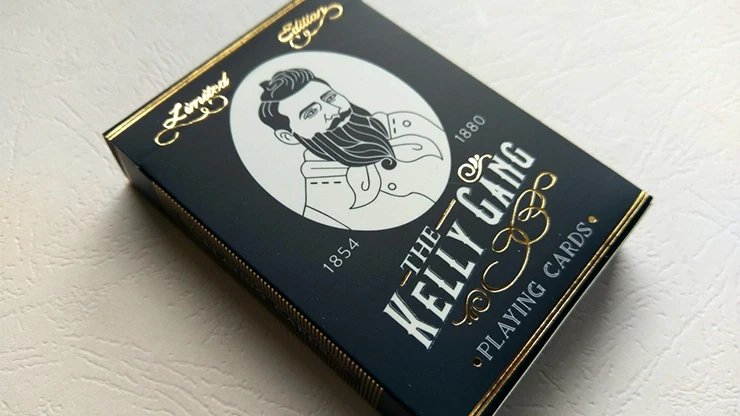 Limited Edition
1854 1880
THE
KELLY GANG
PLAYING CARDS